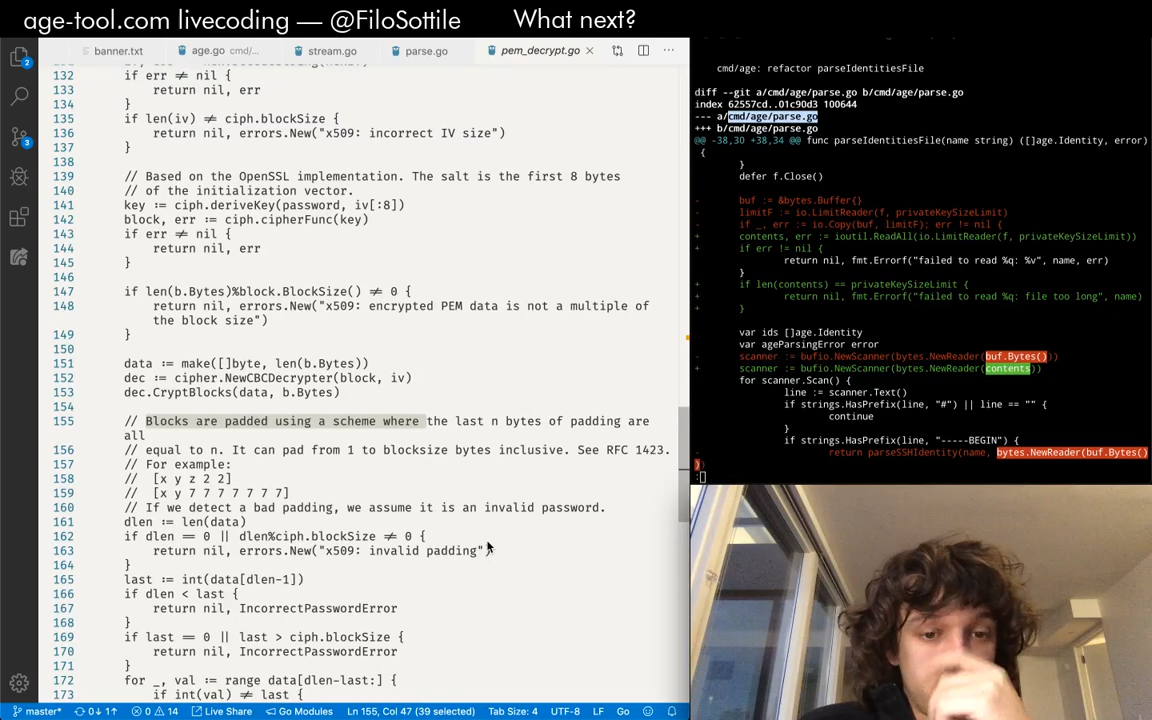 age-tool.com livecoding — @FiloSottile
What next?
banner.txt
age.go cmd/...
stream.go
parse.go
pem_decrypt.go
132 if err ≠ nil {
133 return nil, err
134 }
135 if len(iv) ≠ ciph.blockSize {
136 return nil, errors.New("x509: incorrect IV size")
137 }
138
139 // Based on the OpenSSL implementation. The salt is the first 8 bytes
140 // of the initialization vector.
141 key := ciph.deriveKey(password, iv[:8])
142 block, err := ciph.cipherFunc(key)
143 if err ≠ nil {
144 return nil, err
145 }
146
147 if len(b.Bytes)%block.BlockSize() ≠ 0 {
148 return nil, errors.New("x509: encrypted PEM data is not a multiple of
the block size")
149 }
150
151 data := make([]byte, len(b.Bytes))
152 dec := cipher.NewCBCDecrypter(block, iv)
153 dec.CryptBlocks(data, b.Bytes)
154
155 // Blocks are padded using a scheme where the last n bytes of padding are
all
156 // equal to n. It can pad from 1 to blocksize bytes inclusive. See RFC 1423.
157 // For example:
158 // [x y z 2 2]
159 // [x y 7 7 7 7 7 7 7]
160 // If we detect a bad padding, we assume it is an invalid password.
161 dlen := len(data)
162 if dlen == 0 || dlen%ciph.blockSize ≠ 0 {
163 return nil, errors.New("x509: invalid padding")
164 }
165 last := int(data[dlen-1])
166 if dlen < last {
167 return nil, IncorrectPasswordError
168 }
169 if last == 0 || last > ciph.blockSize {
170 return nil, IncorrectPasswordError
171 }
172 for _, val := range data[dlen-last:] {
173 if int(val) ≠ last {
cmd/age: refactor parseIdentitiesFile
diff --git a/cmd/age/parse.go b/cmd/age/parse.go
index 62557cd..01c90d3 100644
--- a/cmd/age/parse.go
+++ b/cmd/age/parse.go
@@ -38,30 +38,34 @@ func parseIdentitiesFile(name string) ([]age.Identity, error)
{
}
defer f.Close()
- buf := &bytes.Buffer{}
- limitF := io.LimitReader(f, privateKeySizeLimit)
- if _, err := io.Copy(buf, limitF); err != nil {
+ contents, err := ioutil.ReadAll(io.LimitReader(f, privateKeySizeLimit))
+ if err != nil {
return nil, fmt.Errorf("failed to read %q: %v", name, err)
}
+ if len(contents) == privateKeySizeLimit {
+ return nil, fmt.Errorf("failed to read %q: file too long", name)
+ }
var ids []age.Identity
var ageParsingError error
- scanner := bufio.NewScanner(bytes.NewReader(buf.Bytes()))
+ scanner := bufio.NewScanner(bytes.NewReader(contents))
for scanner.Scan() {
line := scanner.Text()
if strings.HasPrefix(line, "#") || line == "" {
continue
}
if strings.HasPrefix(line, "-----BEGIN") {
- return parseSSHIdentity(name, bytes.NewReader(buf.Bytes()
))
:
2
3
master* 0↓ 1↑ 0 14 Live Share Go Modules Ln 155, Col 47 (39 selected) Tab Size: 4 UTF-8 LF Go